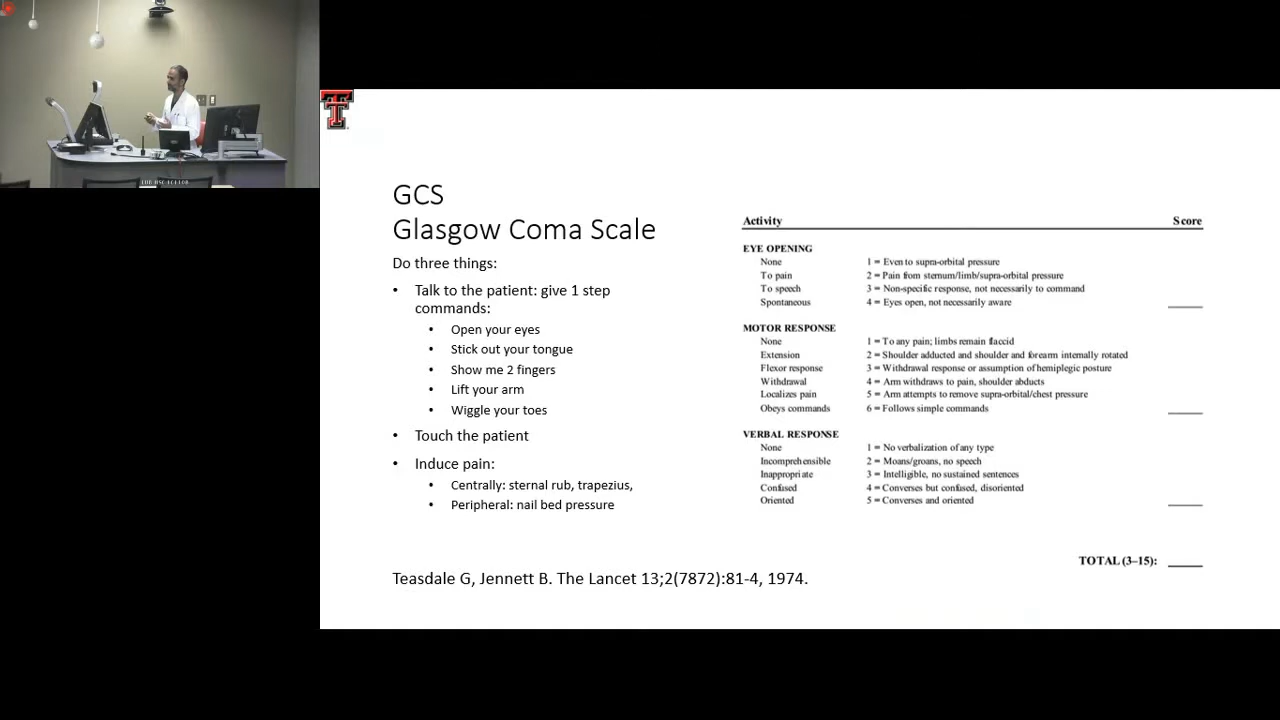 GCS
Glasgow Coma Scale
Do three things:
• Talk to the patient: give 1 step
commands:
• Open your eyes
• Stick out your tongue
• Show me 2 fingers
• Lift your arm
• Wiggle your toes
• Touch the patient
• Induce pain:
• Centrally: sternal rub, trapezius,
• Peripheral: nail bed pressure
Teasdale G, Jennett B. The Lancet 13;2(7872):81-4, 1974.
Activity Score
EYE OPENING
None 1 = Even to supra-orbital pressure
To pain 2 = Pain from sternum/limb/supra-orbital pressure
To speech 3 = Non-specific response, not necessarily to command
Spontaneous 4 = Eyes open, not necessarily aware
MOTOR RESPONSE
None 1 = To any pain; limbs remain flaccid
Extension 2 = Shoulder adducted and shoulder and forearm internally rotated
Flexor response 3 = Withdrawal response or assumption of hemiplegic posture
Withdrawal 4 = Arm withdraws to pain, shoulder abducts
Localizes pain 5 = Arm attempts to remove supra-orbital/chest pressure
Obeys commands 6 = Follows simple commands
VERBAL RESPONSE
None 1 = No verbalization of any type
Incomprehensible 2 = Moans/groans, no speech
Inappropriate 3 = Intelligible, no sustained sentences
Confused 4 = Converses but confused, disoriented
Oriented 5 = Converses and oriented
TOTAL (3–15):